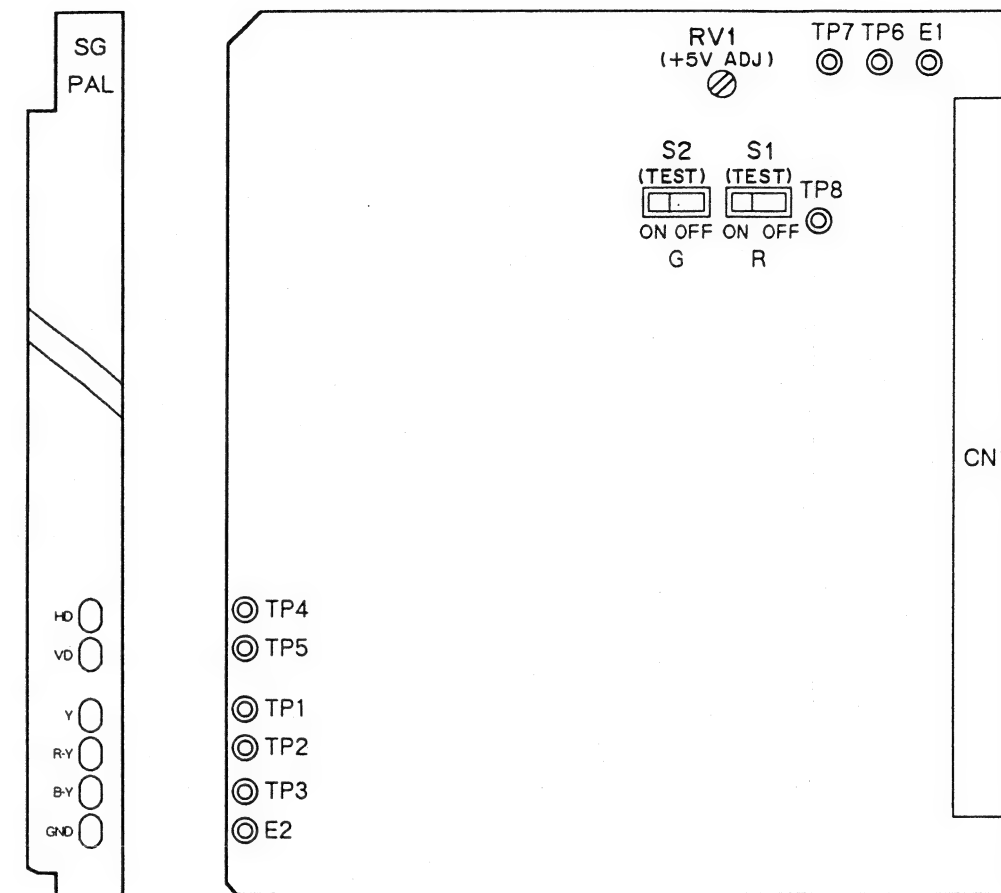 SG
PAL
HD
VD
Y
R-Y
B-Y
GND
RV1
(+5V ADJ)
TP7 TP6 E1
S2 S1
(TEST) (TEST)
TP8
ON OFF ON OFF
G R
CN
TP4
TP5
TP1
TP2
TP3
E2